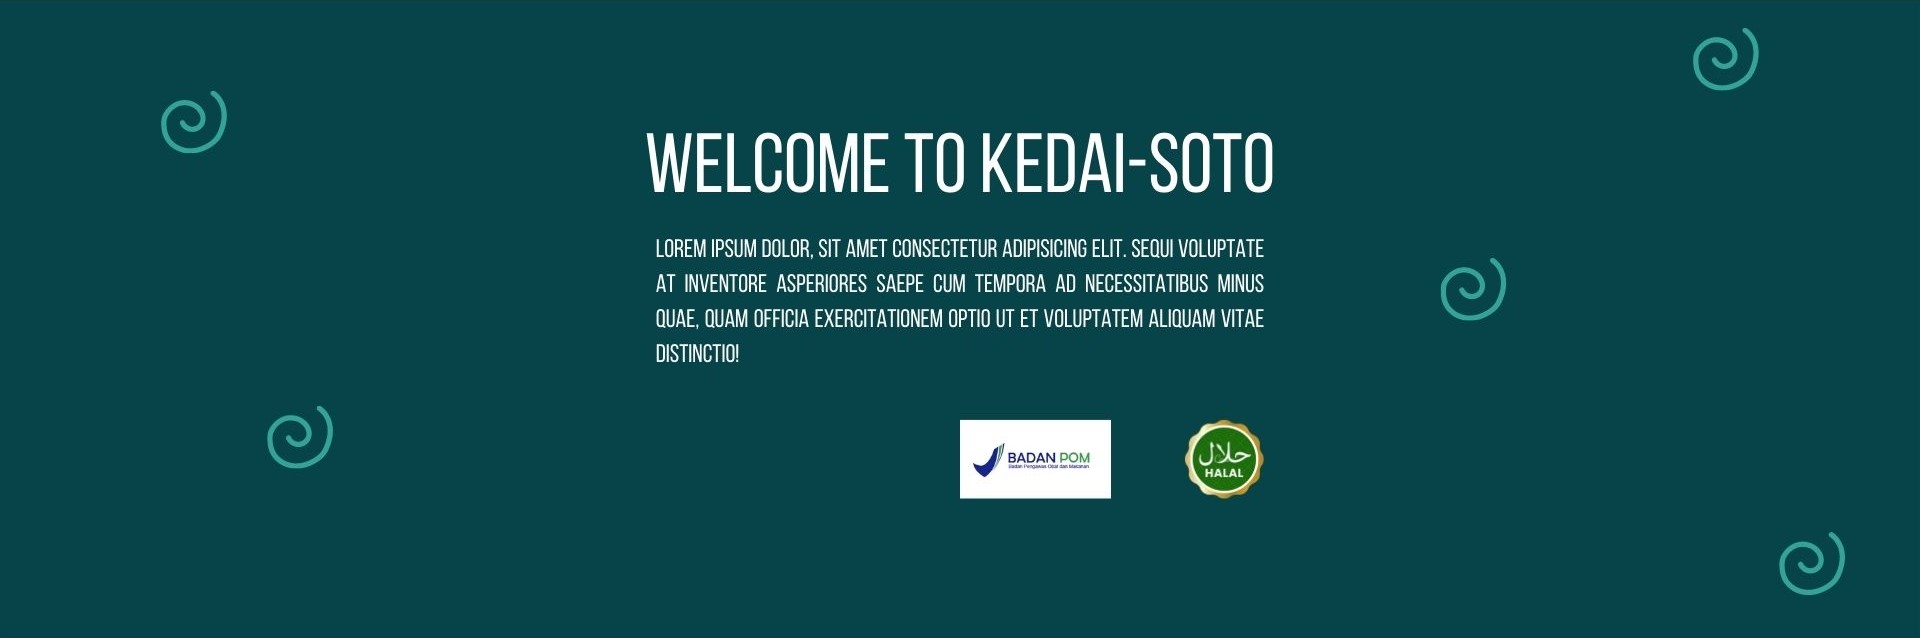 WELCOME TO KEDAI-SOTO
LOREM IPSUM DOLOR, SIT AMET CONSECTETUR ADIPISICING ELIT. SEQUI VOLUPTATE
AT INVENTORE ASPERIORES SAEPE CUM TEMPORA AD NECESSITATIBUS MINUS
QUAE, QUAM OFFICIA EXERCITATIONEM OPTIO UT ET VOLUPTATEM ALIQUAM VITAE
DISTINCTIO!
BADAN POM
Badan Pengawas Obat dan Makanan
حلال
HALAL